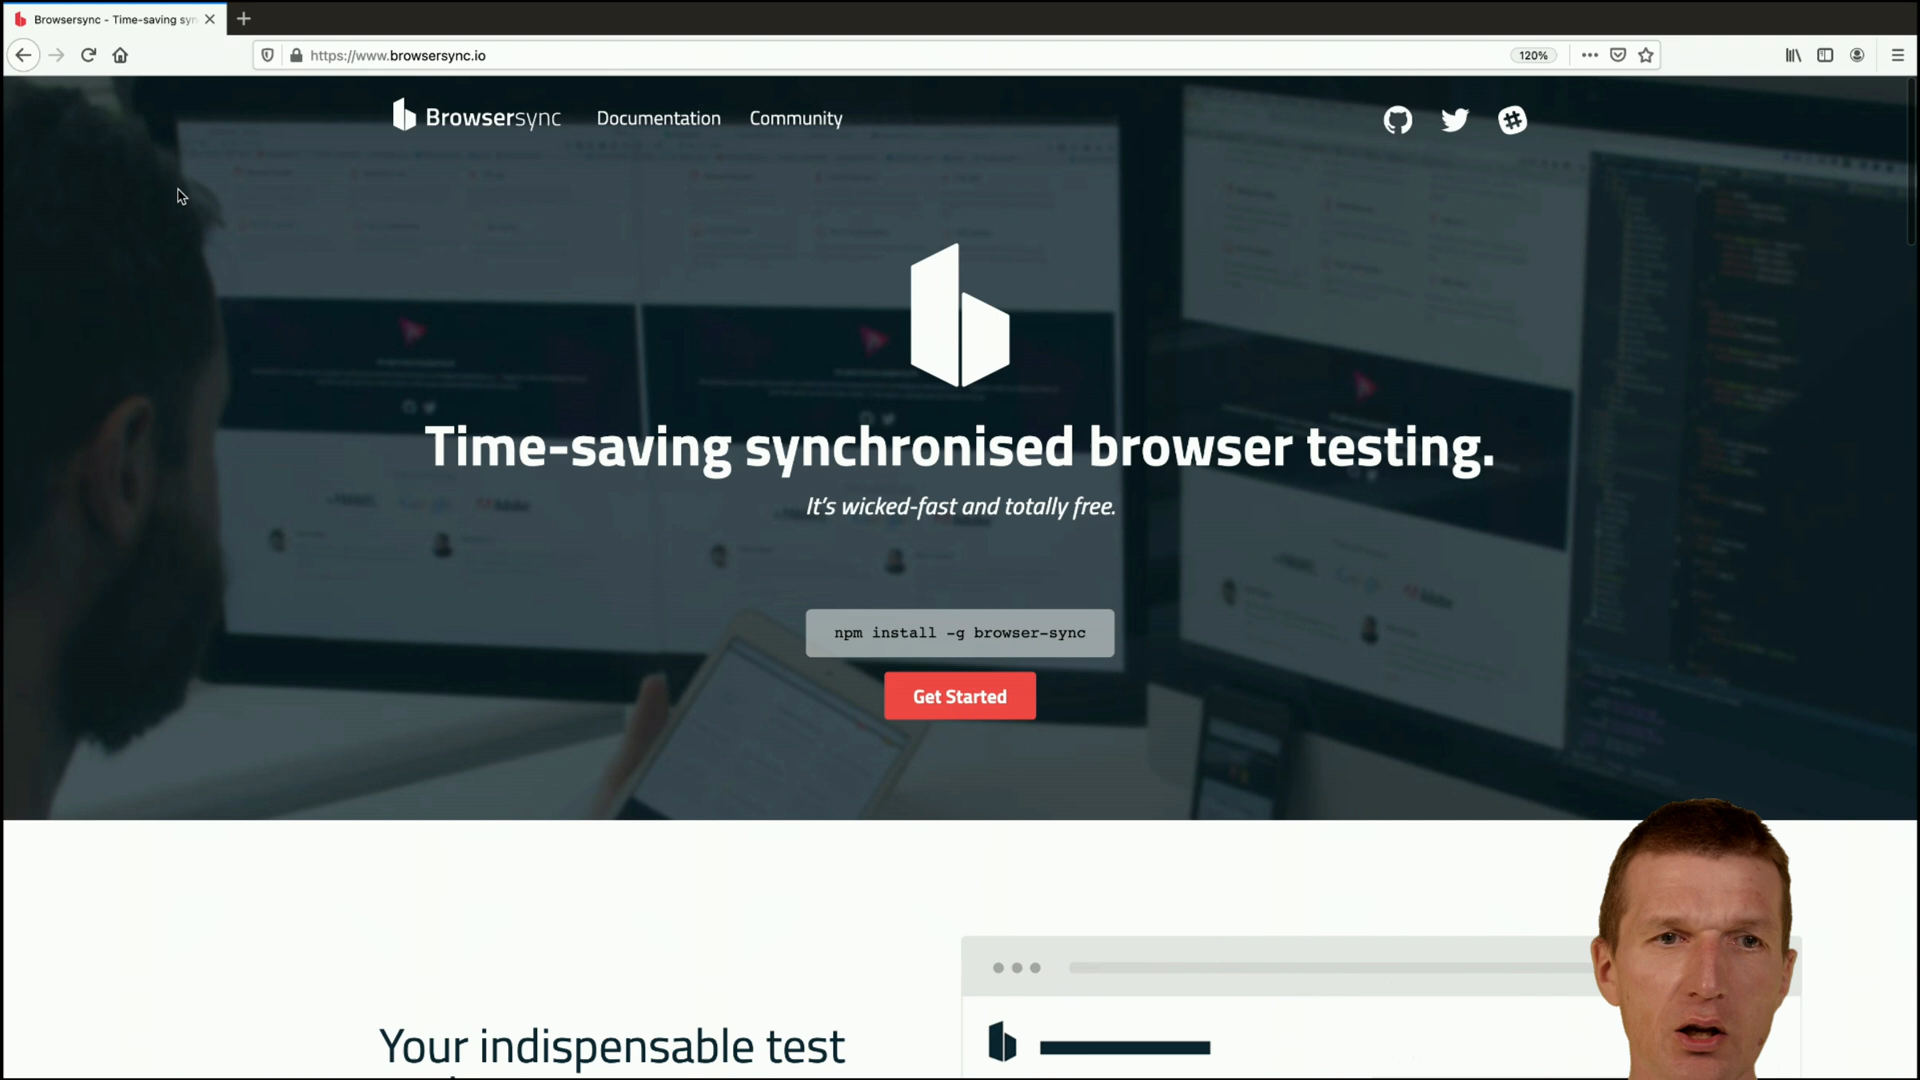 Browsersync - Time-saving syn
https://www.browsersync.io
120%
Browsersync
Documentation
Community
Time-saving synchronised browser testing.
It's wicked-fast and totally free.
npm install -g browser-sync
Get Started
Your indispensable test